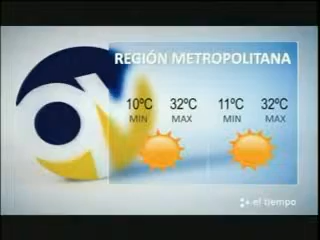 REGIÓN METROPOLITANA
10ºC 32ºC 11ºC 32ºC
MIN MAX MIN MAX
el tiempo